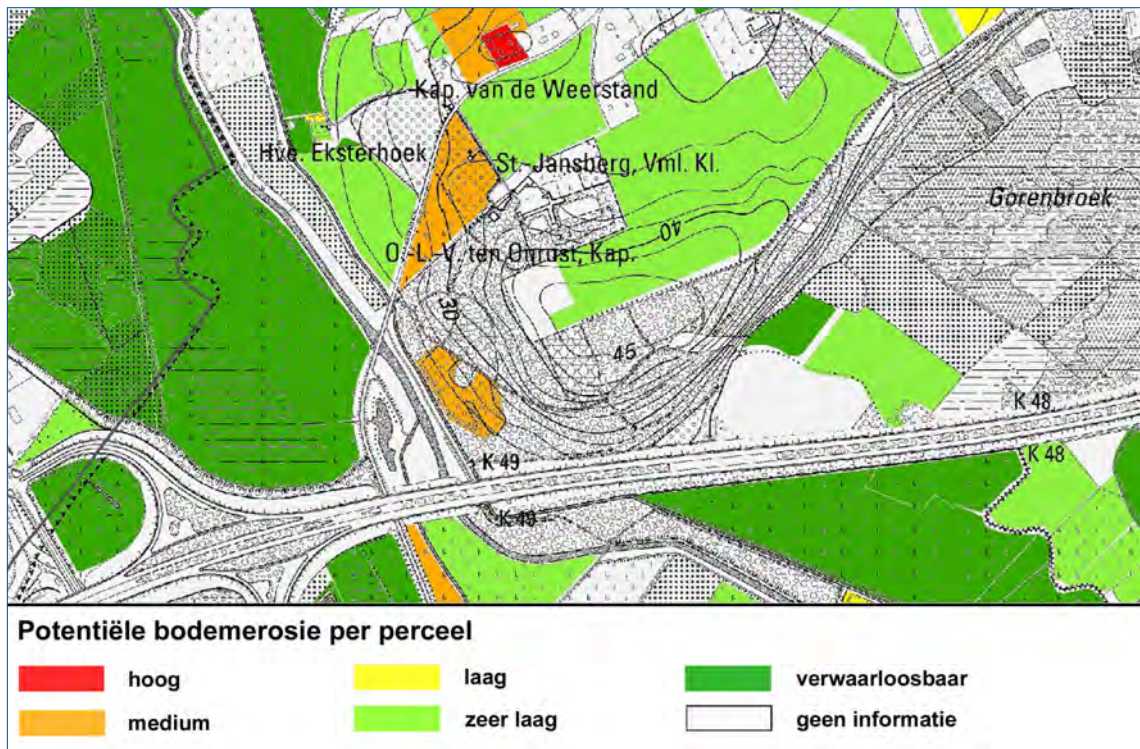 Kap. van de Weerstand
Hve. Eksterhoek
St.-Jansberg, Vml. Kl.
Gorenbroek
O.-L.-V. ten Onrust, Kap.
40
30
45
K 48
K 49
K 48
K 49
Potentiële bodemerosie per perceel
hoog
laag
verwaarloosbaar
medium
zeer laag
geen informatie